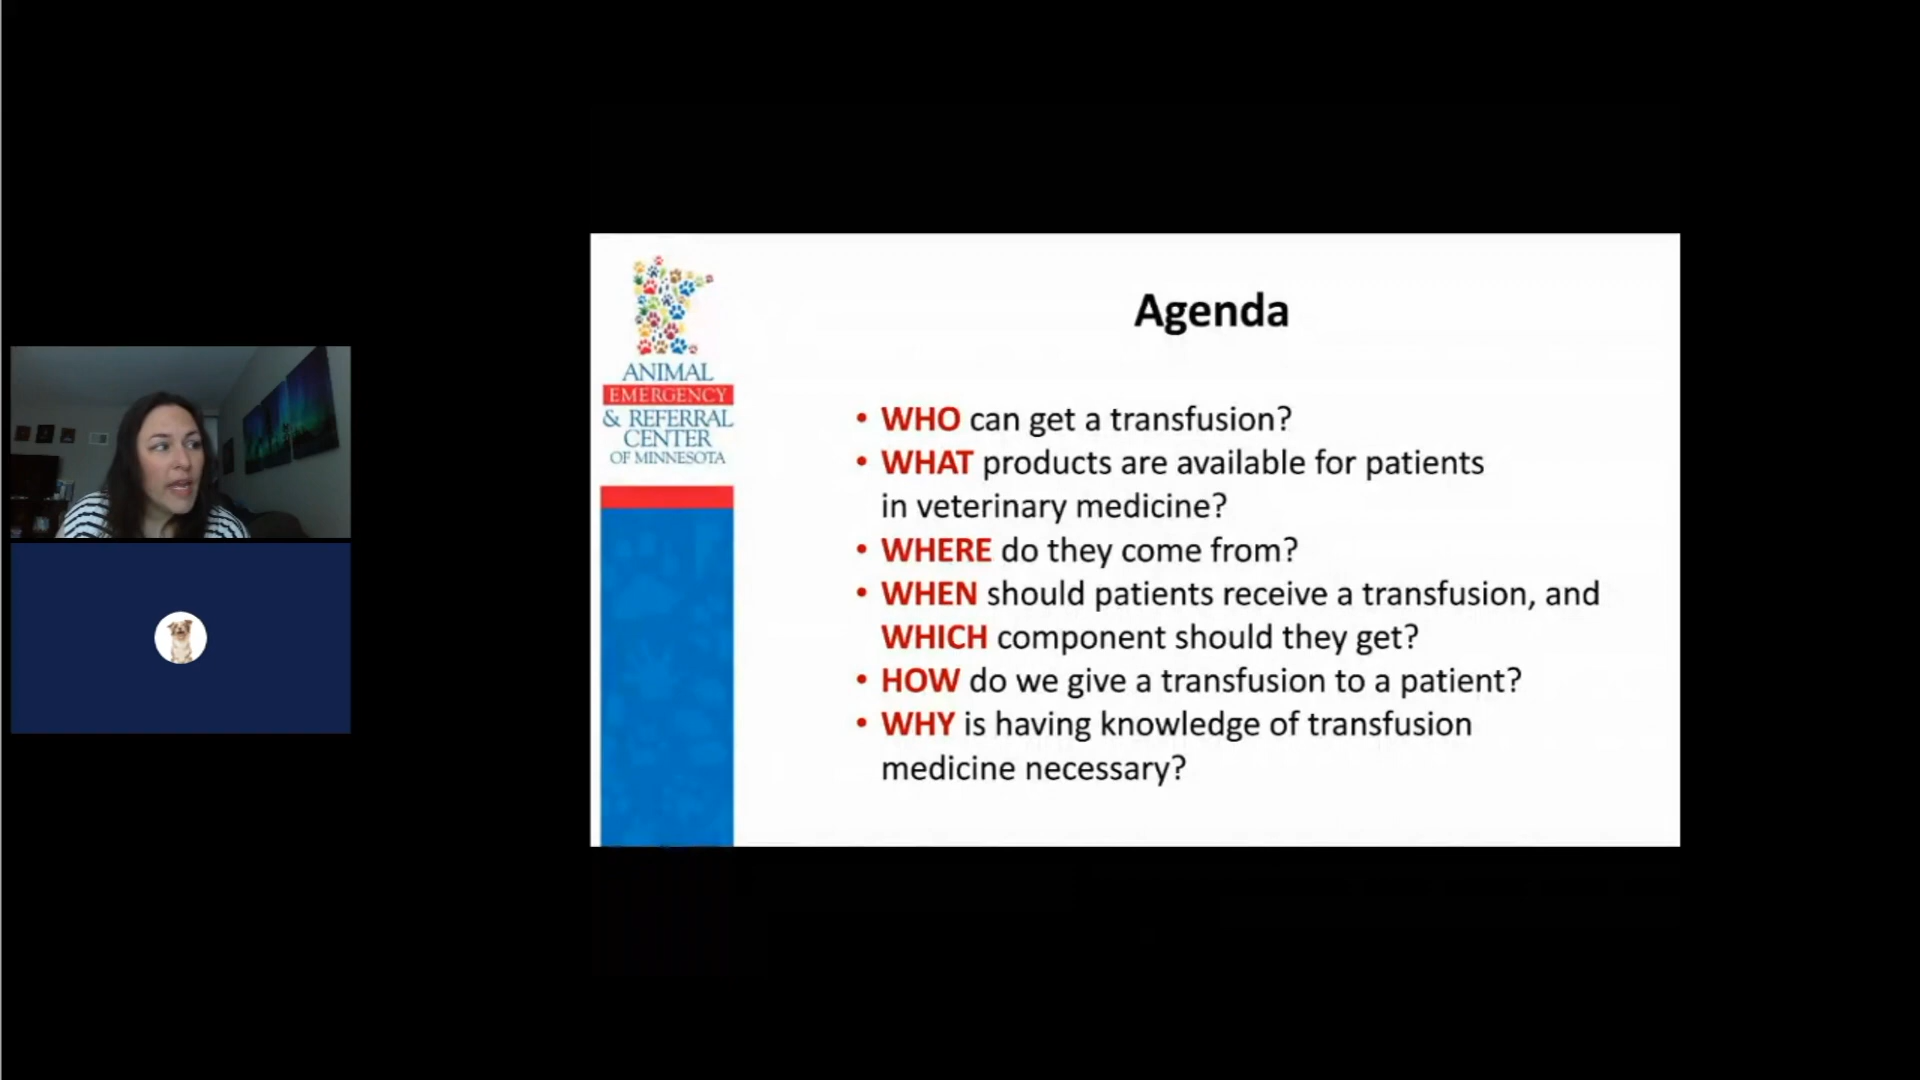 ANIMAL
EMERGENCY
& REFERRAL
CENTER
OF MINNESOTA
Agenda
• WHO can get a transfusion?
• WHAT products are available for patients
in veterinary medicine?
• WHERE do they come from?
• WHEN should patients receive a transfusion, and
WHICH component should they get?
• HOW do we give a transfusion to a patient?
• WHY is having knowledge of transfusion
medicine necessary?